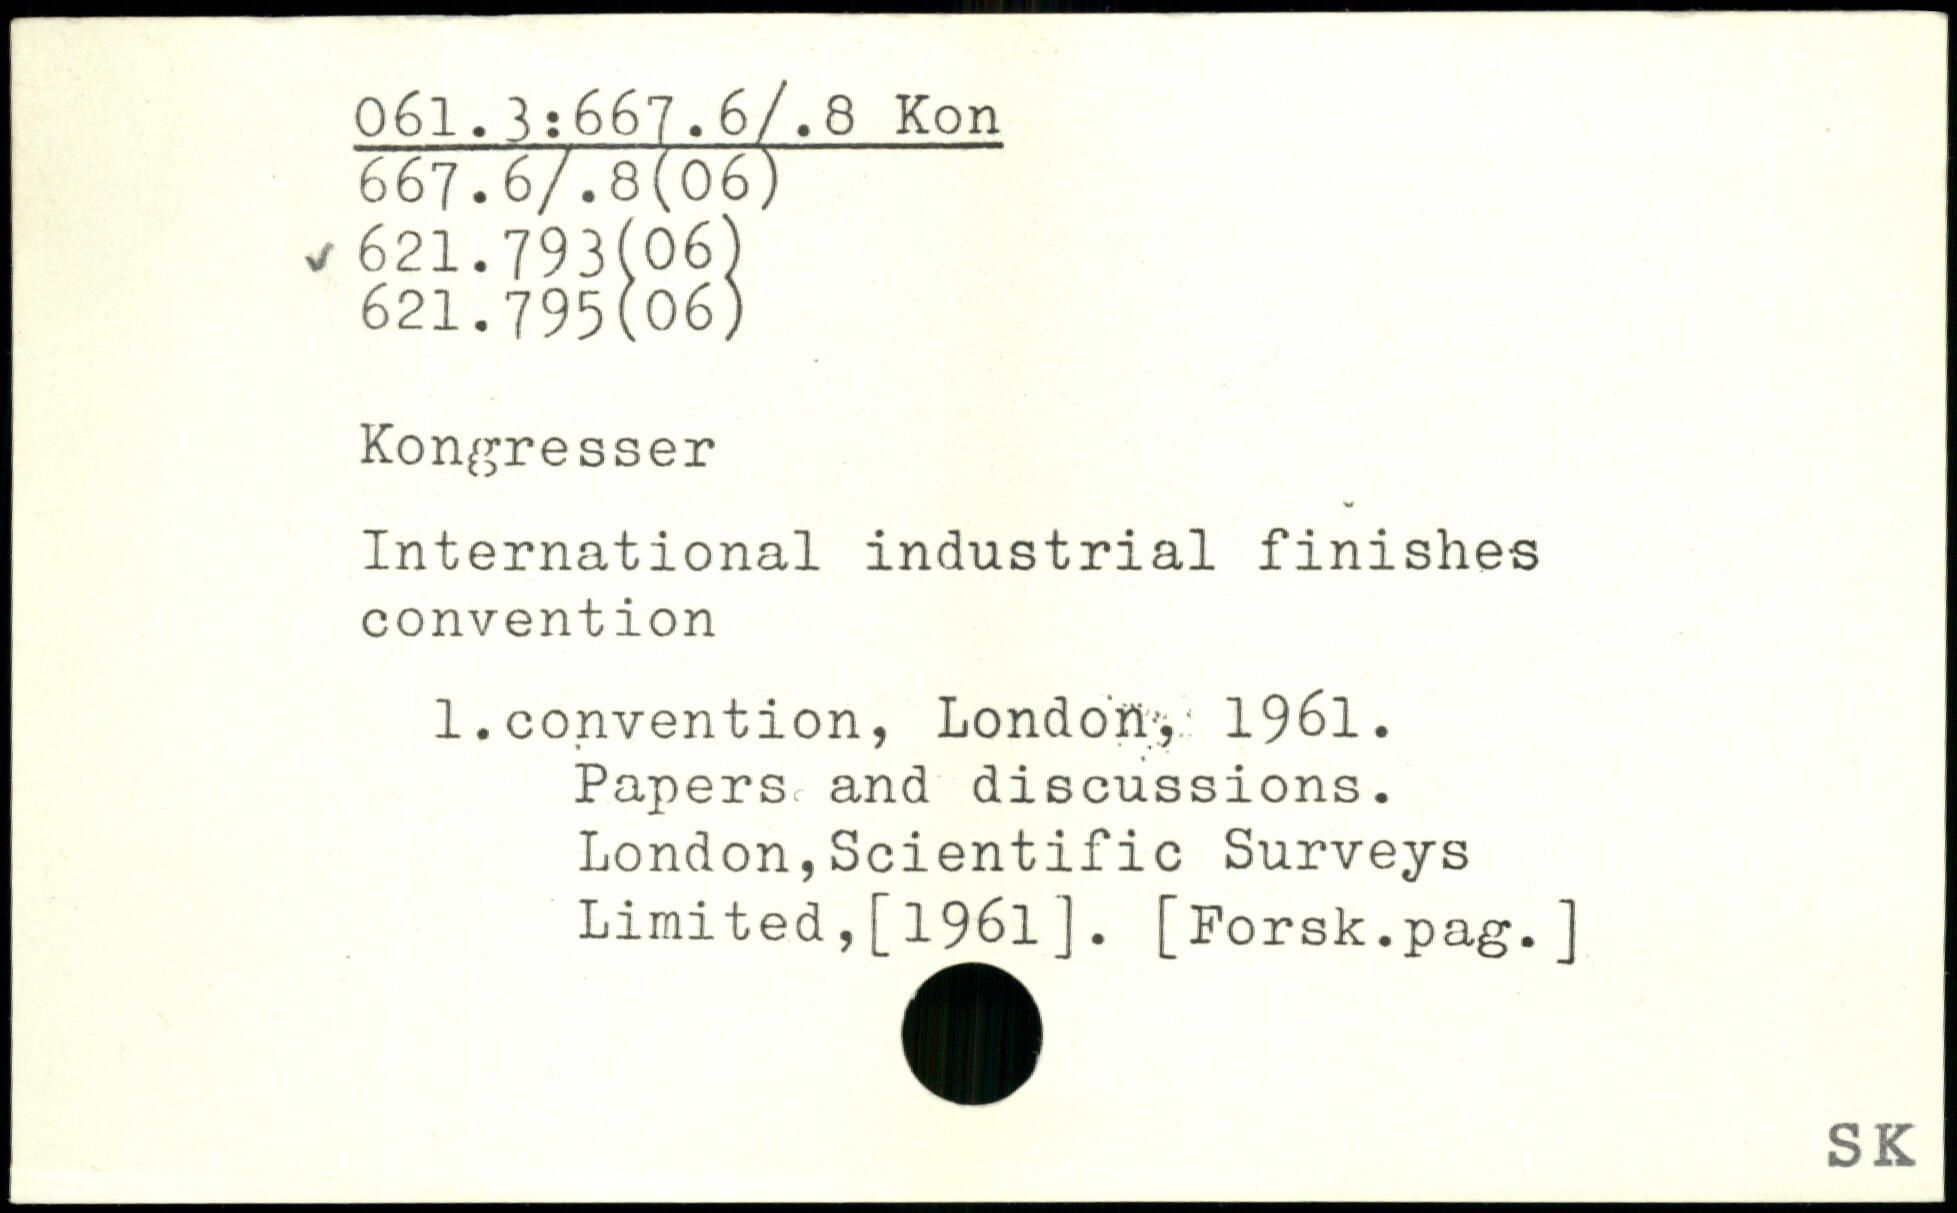 061.3:667.6/.8 Kon
667.6/.8(06)
✓ 621.793(06)
621.795(06)
Kongresser
International industrial finishes
convention
1.convention, London, 1961.
Papers and discussions.
London,Scientific Surveys
Limited,[1961]. [Forsk.pag.]
SK